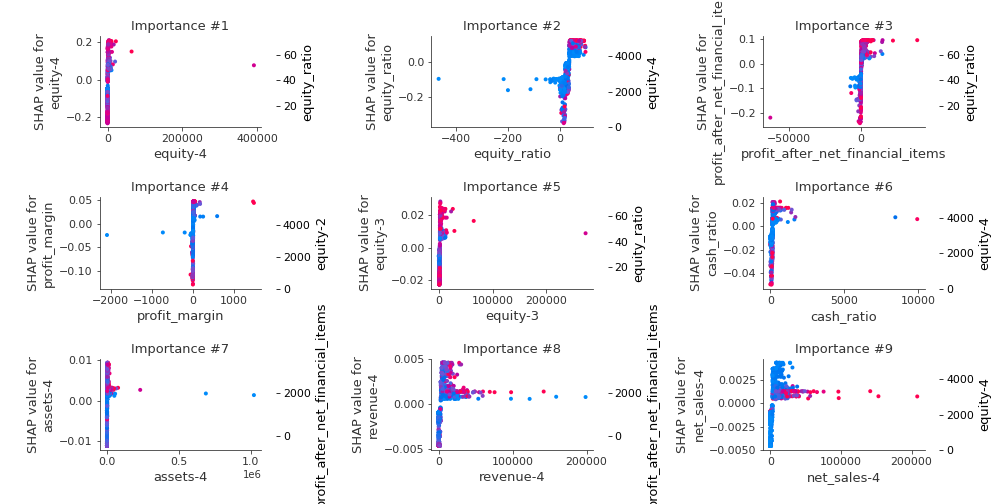 Importance #1
SHAP value for
equity-4
0.2
0.0
−0.2
0
200000
400000
equity-4
60
40
20
equity_ratio
Importance #2
SHAP value for
equity_ratio
0.0
−0.2
−400
−200
0
equity_ratio
4000
2000
0
equity-4
Importance #3
SHAP value for
profit_after_net_financial_ite
0.1
0.0
−0.1
−0.2
−50000
0
profit_after_net_financial_items
60
40
20
equity_ratio
Importance #4
SHAP value for
profit_margin
0.05
0.00
−0.05
−0.10
−2000
−1000
0
1000
profit_margin
4000
2000
0
equity-2
Importance #5
SHAP value for
equity-3
0.02
0.00
−0.02
0
100000
200000
equity-3
60
40
20
equity_ratio
Importance #6
SHAP value for
cash_ratio
0.02
0.00
−0.02
−0.04
0
5000
10000
cash_ratio
4000
2000
0
equity-4
Importance #7
SHAP value for
assets-4
0.01
0.00
−0.01
0.0
0.5
1.0
1e6
assets-4
2000
0
profit_after_net_financial_items
Importance #8
SHAP value for
revenue-4
0.005
0.000
−0.005
0
100000
200000
revenue-4
2000
0
profit_after_net_financial_items
Importance #9
SHAP value for
net_sales-4
0.0025
0.0000
−0.0025
−0.0050
0
100000
200000
net_sales-4
4000
2000
0
equity-4